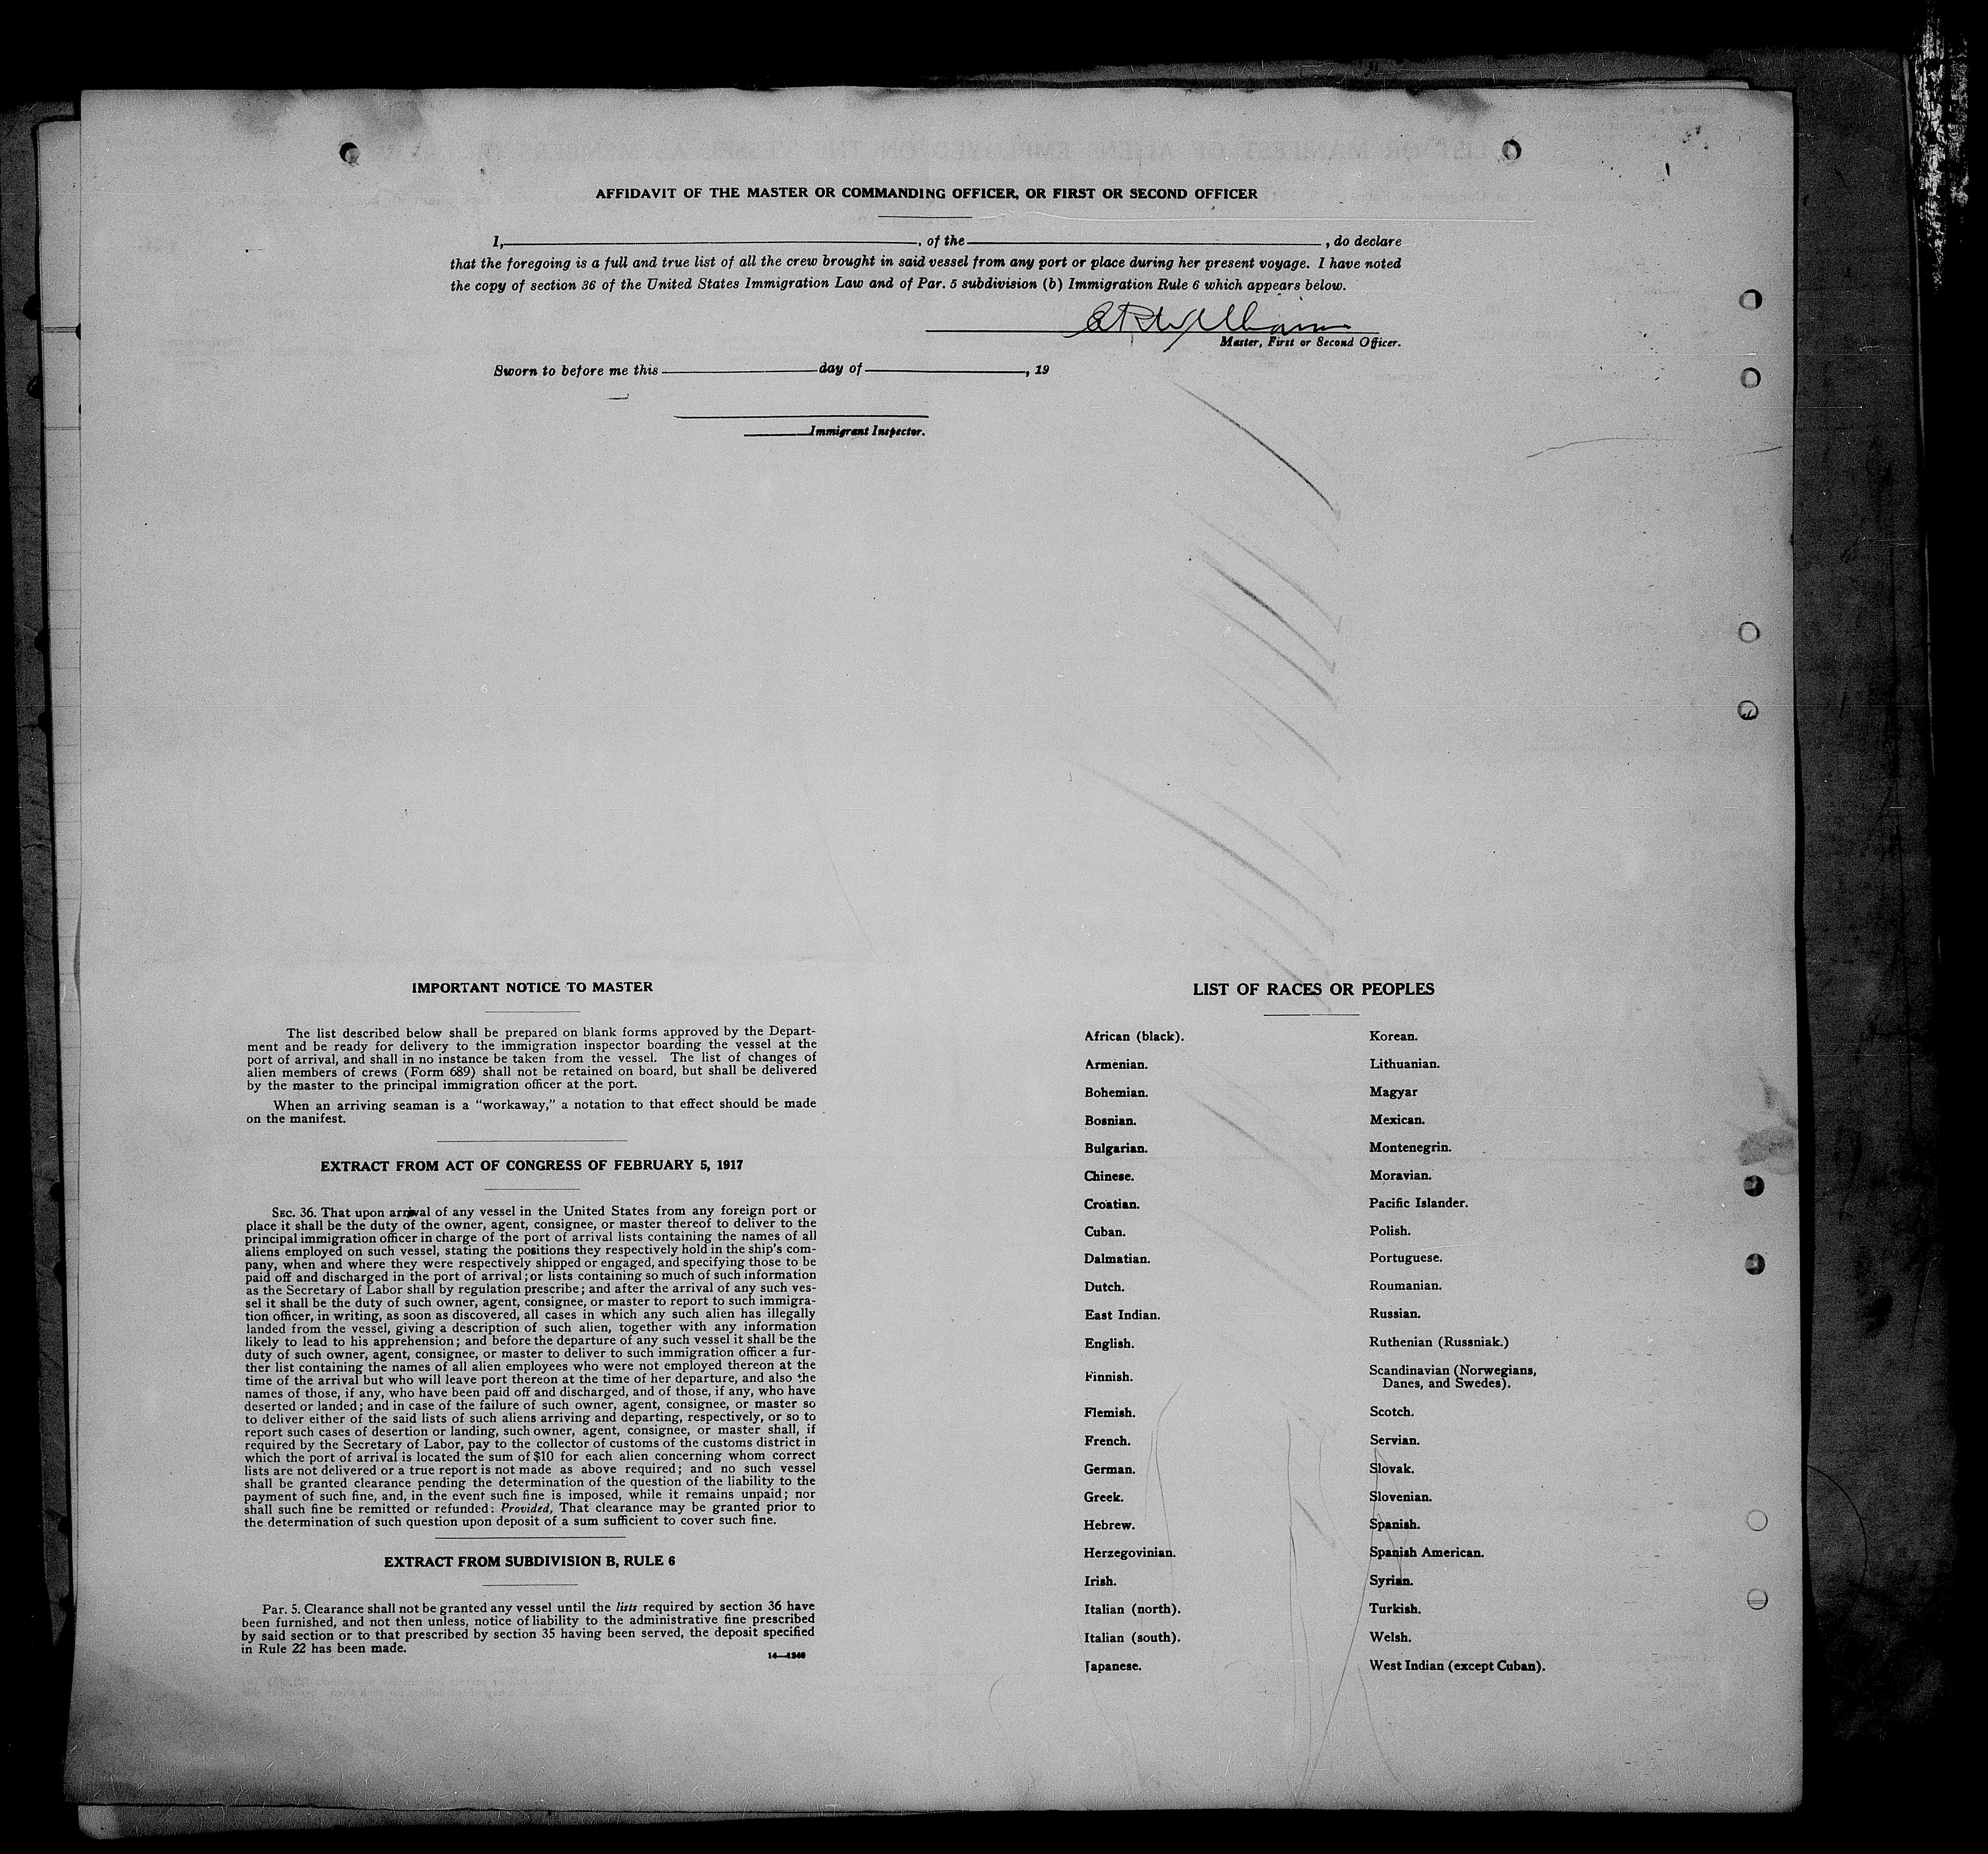 AFFIDAVIT OF THE MASTER OR COMMANDING OFFICER, OR FIRST OR SECOND OFFICER
I, , of the , do declare
that the foregoing is a full and true list of all the crew brought in said vessel from any port or place during her present voyage. I have noted
the copy of section 36 of the United States Immigration Law and of Par. 5 subdivision (b) Immigration Rule 6 which appears below.
Williams
Master, First or Second Officer.
Sworn to before me this day of , 19
Immigrant Inspector.
IMPORTANT NOTICE TO MASTER
The list described below shall be prepared on blank forms approved by the Depart-
ment and be ready for delivery to the immigration inspector boarding the vessel at the
port of arrival, and shall in no instance be taken from the vessel. The list of changes of
alien members of crews (Form 689) shall not be retained on board, but shall be delivered
by the master to the principal immigration officer at the port.
When an arriving seaman is a "workaway," a notation to that effect should be made
on the manifest.
EXTRACT FROM ACT OF CONGRESS OF FEBRUARY 5, 1917
SEC. 36. That upon arrival of any vessel in the United States from any foreign port or
place it shall be the duty of the owner, agent, consignee, or master thereof to deliver to the
principal immigration officer in charge of the port of arrival lists containing the names of all
aliens employed on such vessel, stating the positions they respectively hold in the ship's com-
pany, when and where they were respectively shipped or engaged, and specifying those to be
paid off and discharged in the port of arrival; or lists containing so much of such information
as the Secretary of Labor shall by regulation prescribe; and after the arrival of any such ves-
sel it shall be the duty of such owner, agent, consignee, or master to report to such immigra-
tion officer, in writing, as soon as discovered, all cases in which any such alien has illegally
landed from the vessel, giving a description of such alien, together with any information
likely to lead to his apprehension; and before the departure of any such vessel it shall be the
duty of such owner, agent, consignee, or master to deliver to such immigration officer a fur-
ther list containing the names of all alien employees who were not employed thereon at the
time of the arrival but who will leave port thereon at the time of her departure, and also the
names of those, if any, who have been paid off and discharged, and of those, if any, who have
deserted or landed; and in case of the failure of such owner, agent, consignee, or master so
to deliver either of the said lists of such aliens arriving and departing, respectively, or so to
report such cases of desertion or landing, such owner, agent, consignee, or master shall, if
required by the Secretary of Labor, pay to the collector of customs of the customs district in
which the port of arrival is located the sum of $10 for each alien concerning whom correct
lists are not delivered or a true report is not made as above required; and no such vessel
shall be granted clearance pending the determination of the question of the liability to the
payment of such fine, and, in the event such fine is imposed, while it remains unpaid; nor
shall such fine be remitted or refunded: Provided, That clearance may be granted prior to
the determination of such question upon deposit of a sum sufficient to cover such fine.
EXTRACT FROM SUBDIVISION B, RULE 6
Par. 5. Clearance shall not be granted any vessel until the lists required by section 36 have
been furnished, and not then unless, notice of liability to the administrative fine prescribed
by said section or to that prescribed by section 35 having been served, the deposit specified
in Rule 22 has been made.
14—1240
LIST OF RACES OR PEOPLES
African (black).
Armenian.
Bohemian.
Bosnian.
Bulgarian.
Chinese.
Croatian.
Cuban.
Dalmatian.
Dutch.
East Indian.
English.
Finnish.
Flemish.
French.
German.
Greek.
Hebrew.
Herzegovinian.
Irish.
Italian (north).
Italian (south).
Japanese.
Korean.
Lithuanian.
Magyar
Mexican.
Montenegrin.
Moravian.
Pacific Islander.
Polish.
Portuguese.
Roumanian.
Russian.
Ruthenian (Russniak.)
Scandinavian (Norwegians,
Danes, and Swedes).
Scotch.
Servian.
Slovak.
Slovenian.
Spanish.
Spanish American.
Syrian.
Turkish.
Welsh.
West Indian (except Cuban).